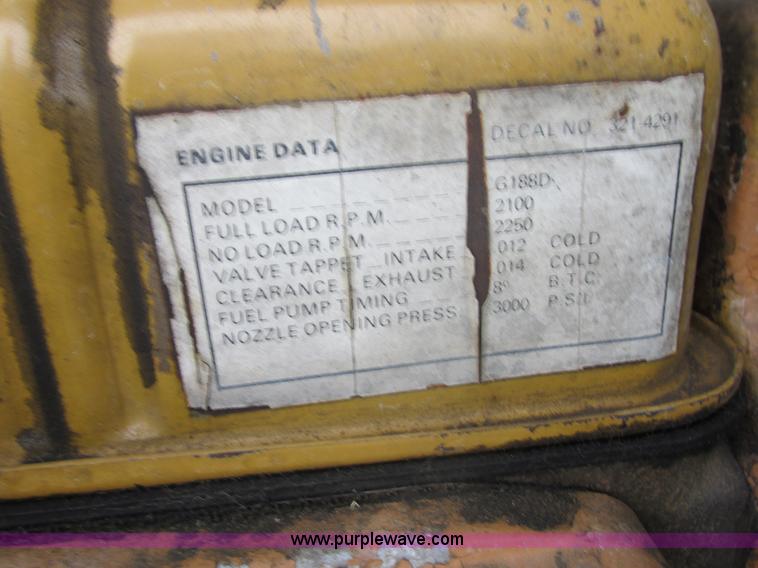 ENGINE DATA DECAL NO. 321-4291
MODEL G188D
FULL LOAD R.P.M. 2100
NO LOAD R.P.M. 2250
VALVE TAPPET INTAKE .012 COLD
CLEARANCE EXHAUST .014 COLD
FUEL PUMP TIMING 8° B.T.C.
NOZZLE OPENING PRESS. 3000 P.S.I.
www.purplewave.com